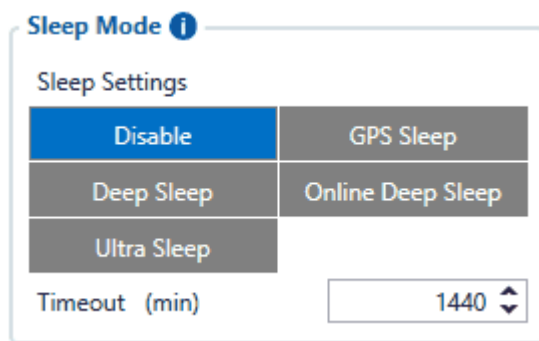 Sleep Mode i
Sleep Settings
Disable GPS Sleep
Deep Sleep Online Deep Sleep
Ultra Sleep
Timeout (min) 1440